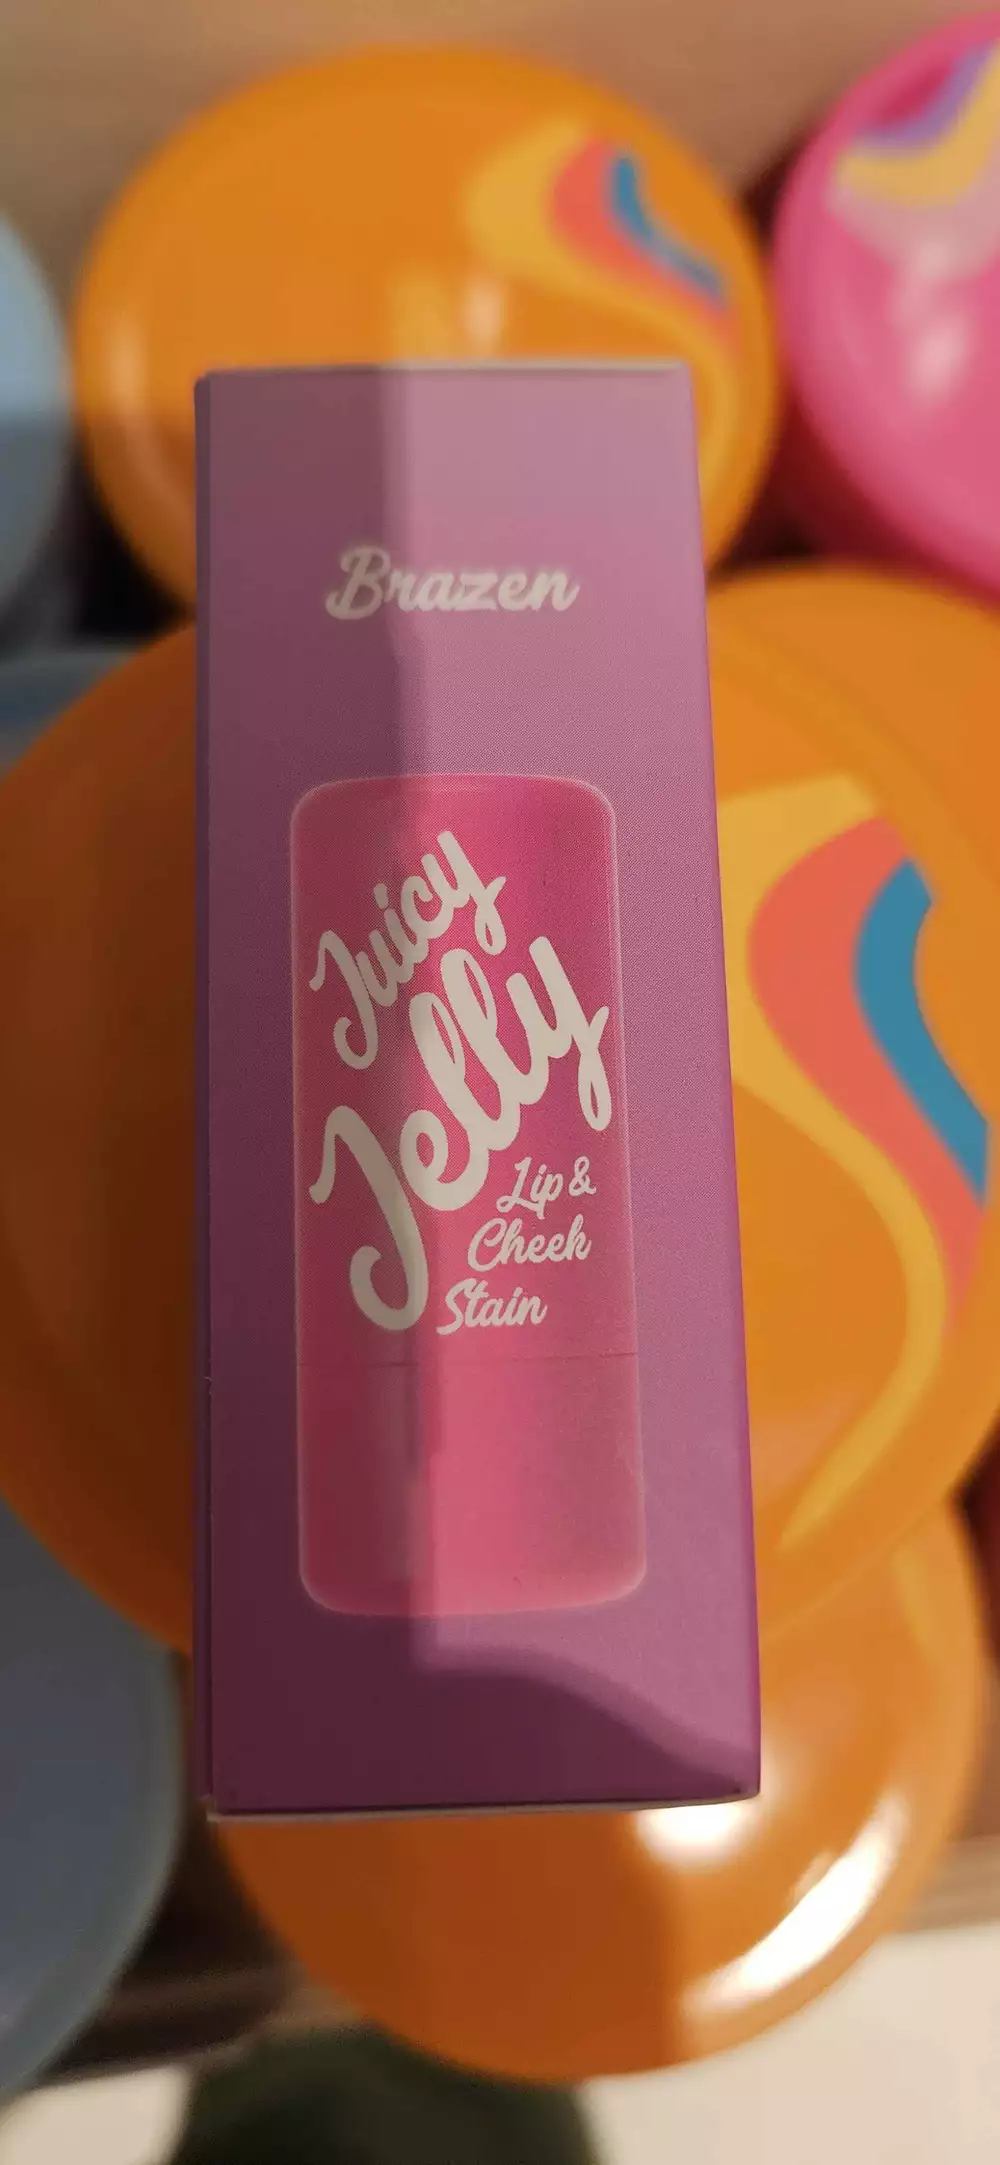 Brazen
Juicy
Jelly
Lip &
Cheek
Stain